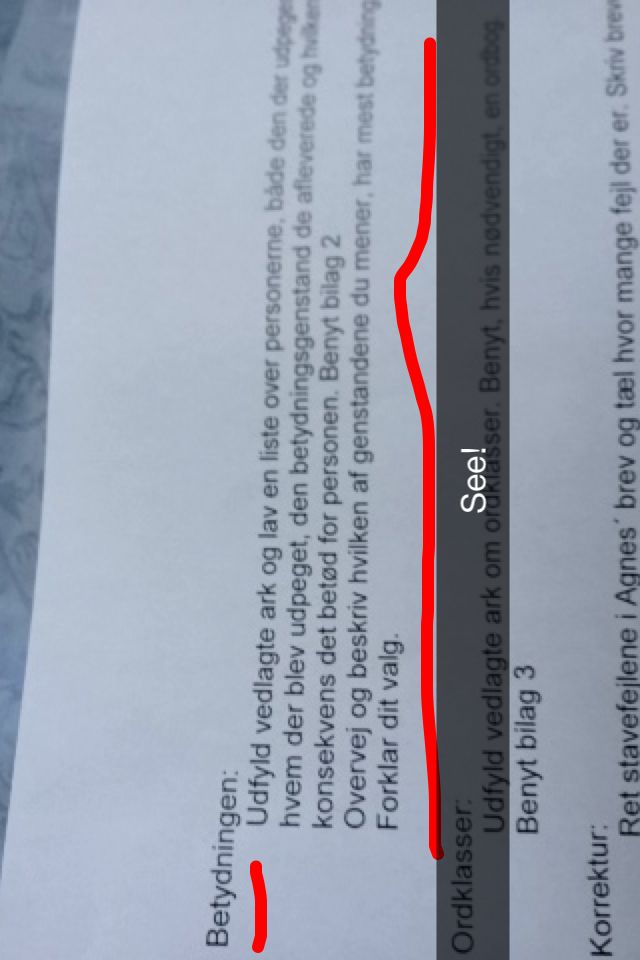 Betydningen:
Udfyld vedlagte ark og lav en liste over personerne, både den der udpeger
hvem der blev udpeget, den betydningsgenstand de afleverede og hvilken
konsekvens det betød for personen. Benyt bilag 2
Overvej og beskriv hvilken af genstandene du mener, har mest betydning.
Forklar dit valg.
Ordklasser:
See!
Udfyld vedlagte ark om ordklasser. Benyt, hvis nødvendigt, en ordbog.
Benyt bilag 3
Korrektur:
Ret stavefejlene i Agnes´ brev og tæl hvor mange fejl der er. Skriv